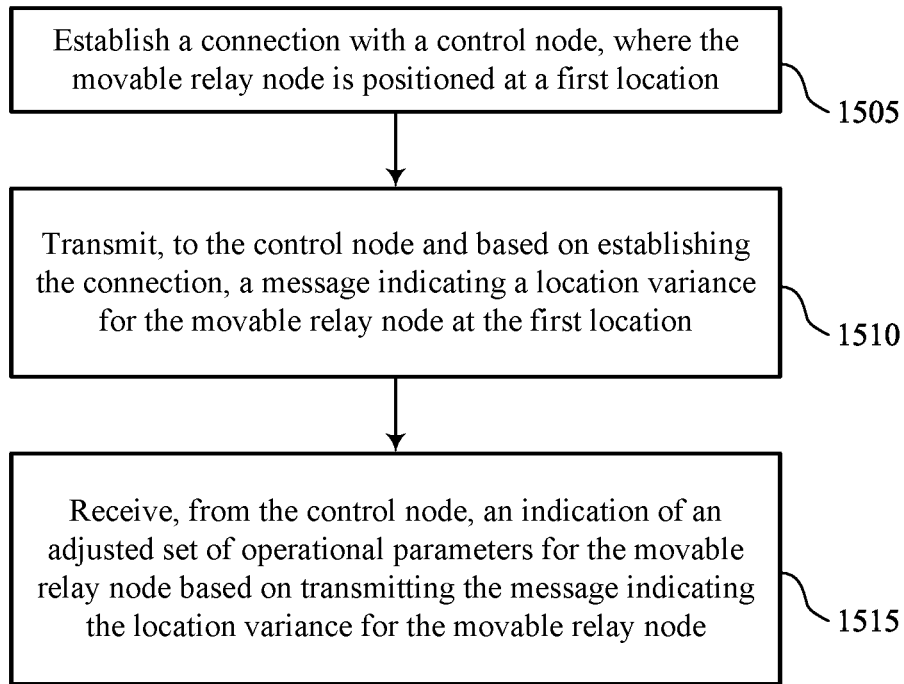 Establish a connection with a control node, where the
movable relay node is positioned at a first location
1505
Transmit, to the control node and based on establishing
the connection, a message indicating a location variance
for the movable relay node at the first location
1510
Receive, from the control node, an indication of an
adjusted set of operational parameters for the movable
relay node based on transmitting the message indicating
the location variance for the movable relay node
1515